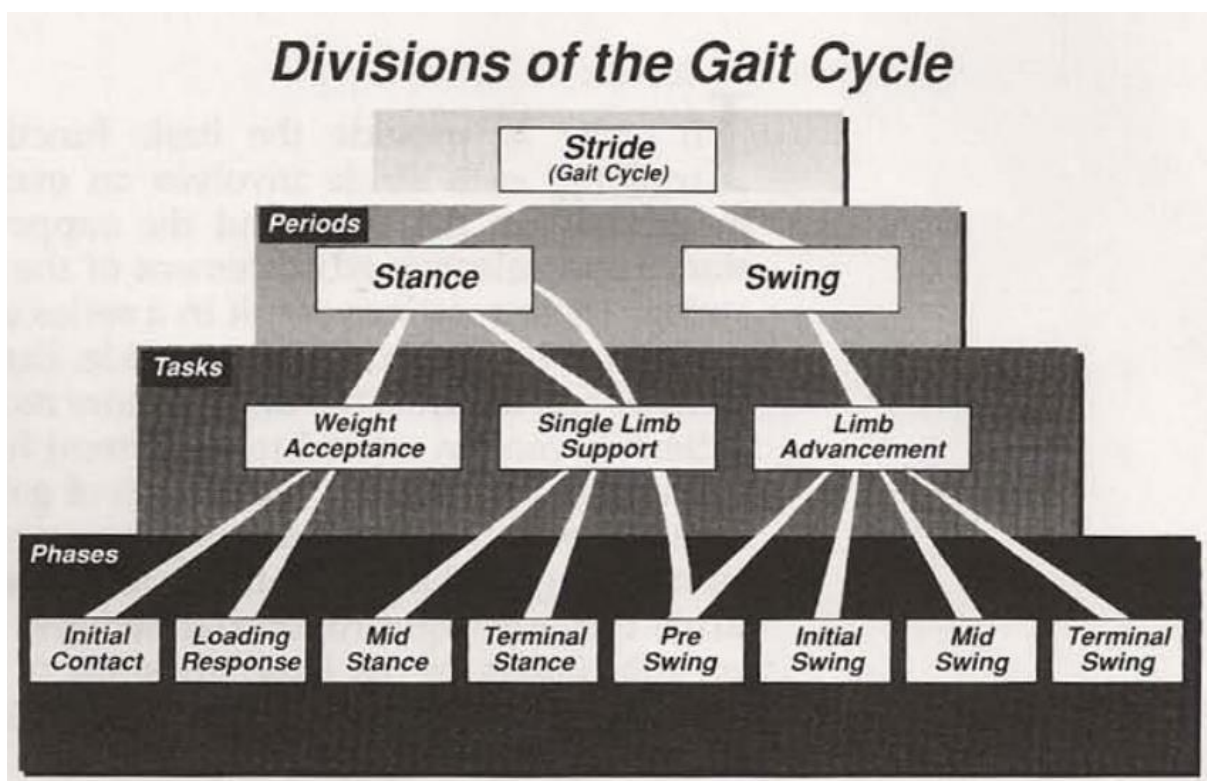 Divisions of the Gait Cycle
Stride
(Gait Cycle)
Periods
Stance
Swing
Tasks
Weight
Acceptance
Single Limb
Support
Limb
Advancement
Phases
Initial
Contact
Loading
Response
Mid
Stance
Terminal
Stance
Pre
Swing
Initial
Swing
Mid
Swing
Terminal
Swing